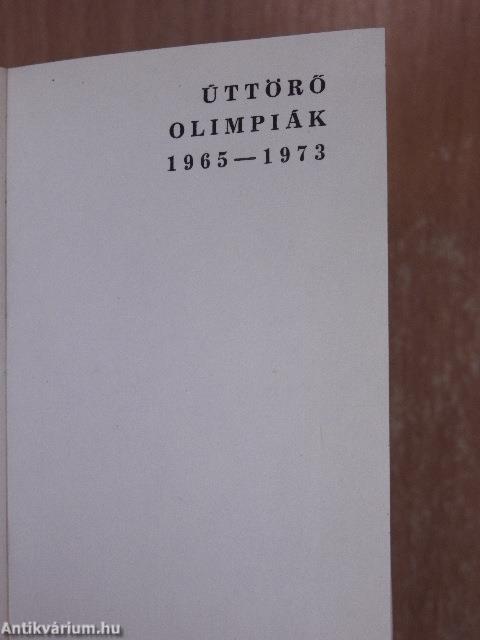 ÚTTÖRŐ
OLIMPIÁK
1965—1973
Antikvárium.hu